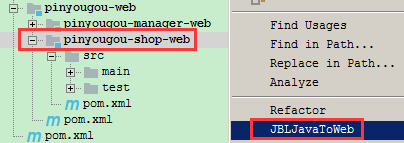 pinyougou-web
pinyougou-manager-web
pinyougou-shop-web
src
main
test
pom.xml
pom.xml
pom.xml
Find Usages
Find in Path...
Replace in Path...
Analyze
Refactor
JBLJavaToWeb